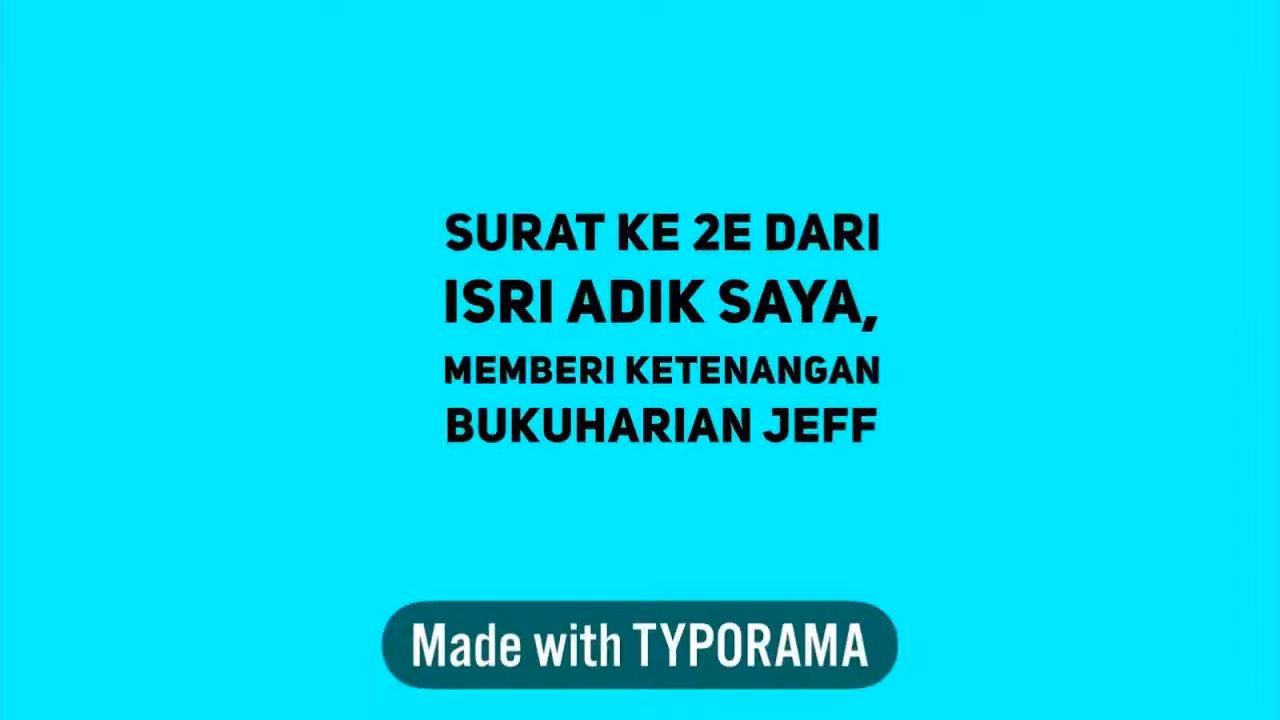 SURAT KE 2E DARI
ISRI ADIK SAYA,
MEMBERI KETENANGAN
BUKUHARIAN JEFF
Made with TYPORAMA